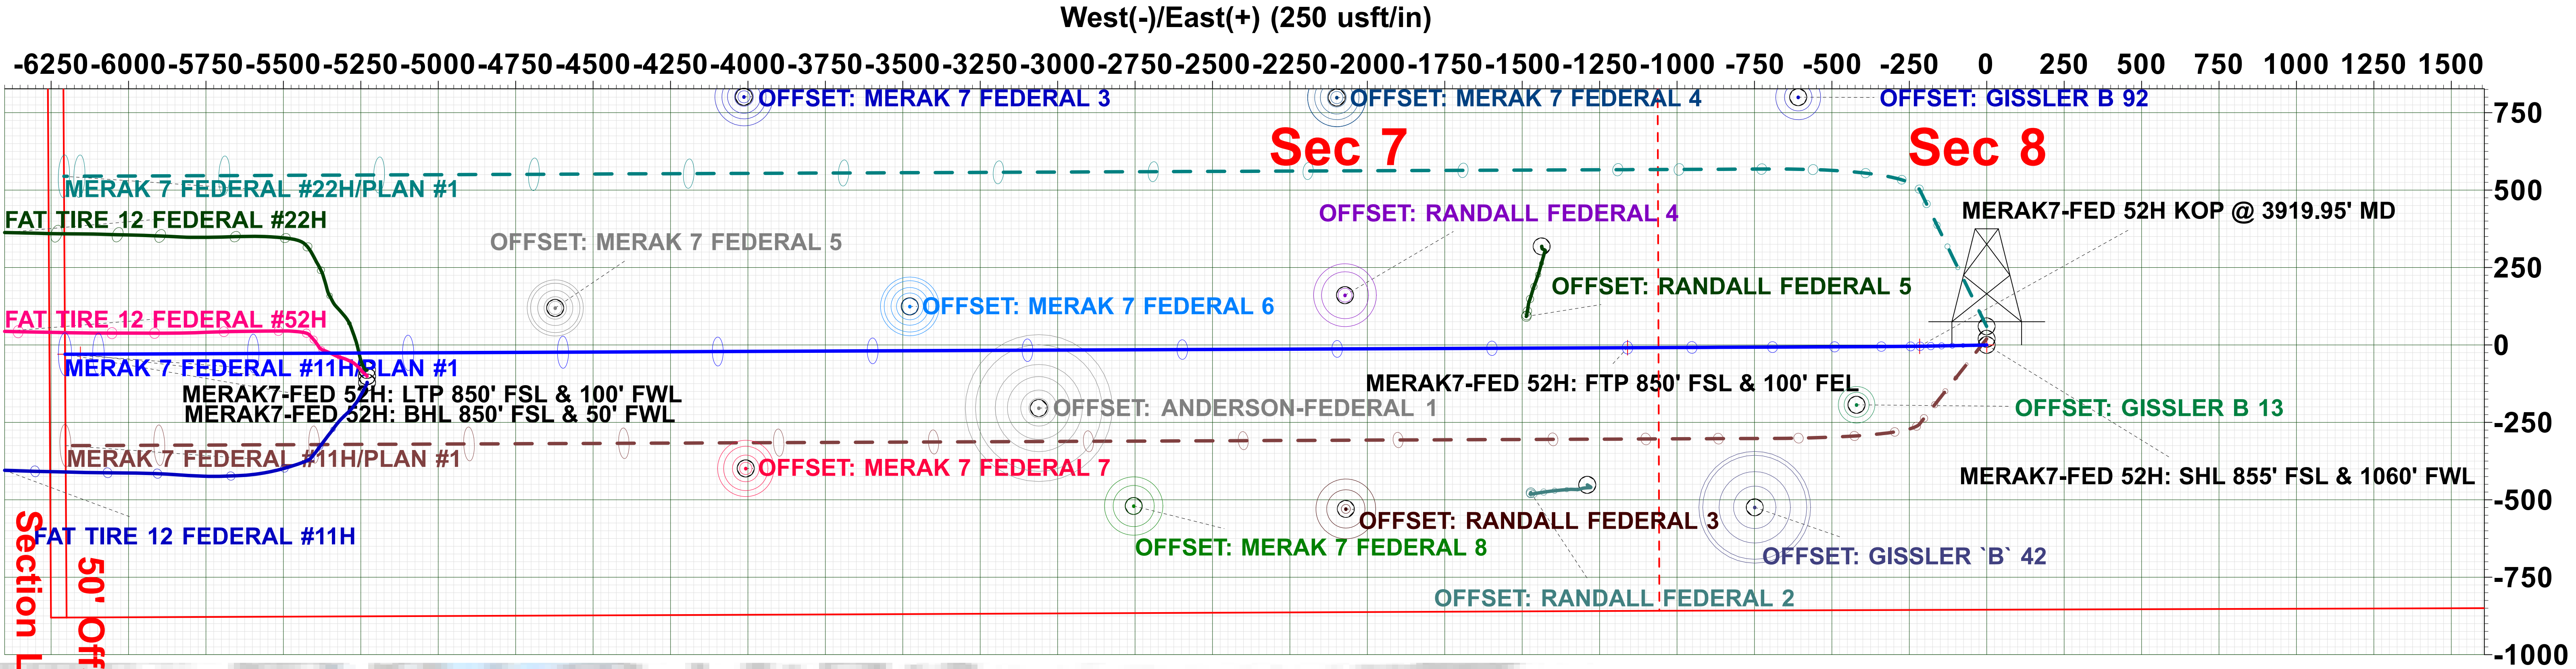 West(-)/East(+) (250 usft/in)
-6250 -6000 -5750 -5500 -5250 -5000 -4750 -4500 -4250 -4000 -3750 -3500 -3250 -3000 -2750 -2500 -2250 -2000 -1750 -1500 -1250 -1000 -750 -500 -250 0 250 500 750 1000 1250 1500
OFFSET: MERAK 7 FEDERAL 3
OFFSET: MERAK 7 FEDERAL 4
OFFSET: GISSLER B 92
750
Sec 7
Sec 8
MERAK 7 FEDERAL #22H/PLAN #1
500
FAT TIRE 12 FEDERAL #22H
OFFSET: RANDALL FEDERAL 4
MERAK7-FED 52H KOP @ 3919.95' MD
OFFSET: MERAK 7 FEDERAL 5
250
OFFSET: RANDALL FEDERAL 5
OFFSET: MERAK 7 FEDERAL 6
FAT TIRE 12 FEDERAL #52H
0
MERAK 7 FEDERAL #11H/PLAN #1
MERAK7-FED 52H: FTP 850' FSL & 100' FEL
MERAK7-FED 52H: LTP 850' FSL & 100' FWL
MERAK7-FED 52H: BHL 850' FSL & 50' FWL
OFFSET: ANDERSON-FEDERAL 1
OFFSET: GISSLER B 13
-250
MERAK 7 FEDERAL #11H/PLAN #1
OFFSET: MERAK 7 FEDERAL 7
MERAK7-FED 52H: SHL 855' FSL & 1060' FWL
-500
OFFSET: RANDALL FEDERAL 3
FAT TIRE 12 FEDERAL #11H
OFFSET: MERAK 7 FEDERAL 8
OFFSET: GISSLER `B` 42
-750
OFFSET: RANDALL FEDERAL 2
-1000
Section L
50' Off